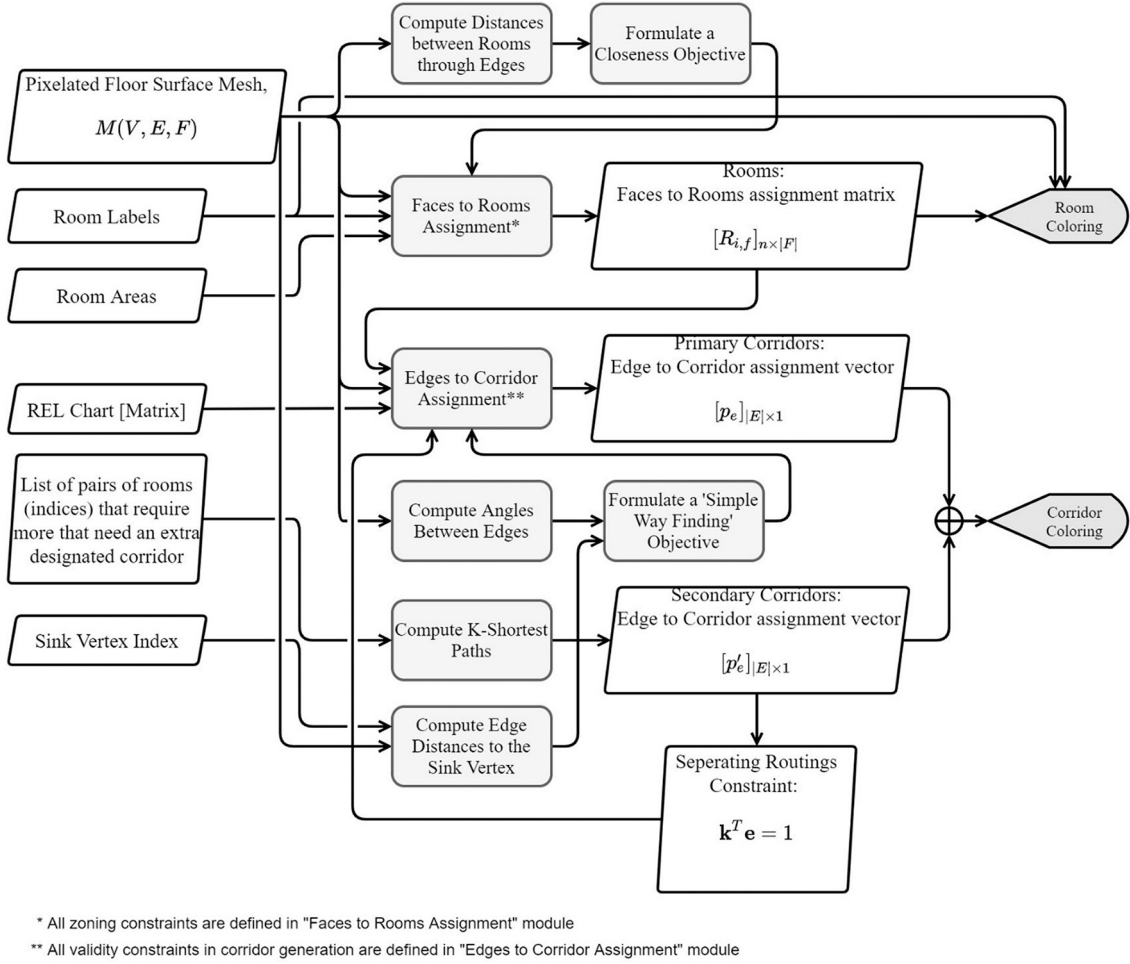 Compute Distances
between Rooms
through Edges
Formulate a
Closeness Objective
Pixelated Floor Surface Mesh,
M(V, E, F)
Room Labels
Faces to Rooms
Assignment*
Rooms:
Faces to Rooms assignment matrix
[R_{i,f}]_{n×|F|}
Room
Coloring
Room Areas
REL Chart [Matrix]
Edges to Corridor
Assignment**
Primary Corridors:
Edge to Corridor assignment vector
[p_e]_{|E|×1}
List of pairs of rooms
(indices) that require
more that need an extra
designated corridor
Compute Angles
Between Edges
Formulate a 'Simple
Way Finding'
Objective
Corridor
Coloring
Sink Vertex Index
Compute K-Shortest
Paths
Secondary Corridors:
Edge to Corridor assignment vector
[p'_e]_{|E|×1}
Compute Edge
Distances to the
Sink Vertex
Seperating Routings
Constraint:
k^T e = 1
* All zoning constraints are defined in "Faces to Rooms Assignment" module
** All validity constraints in corridor generation are defined in "Edges to Corridor Assignment" module